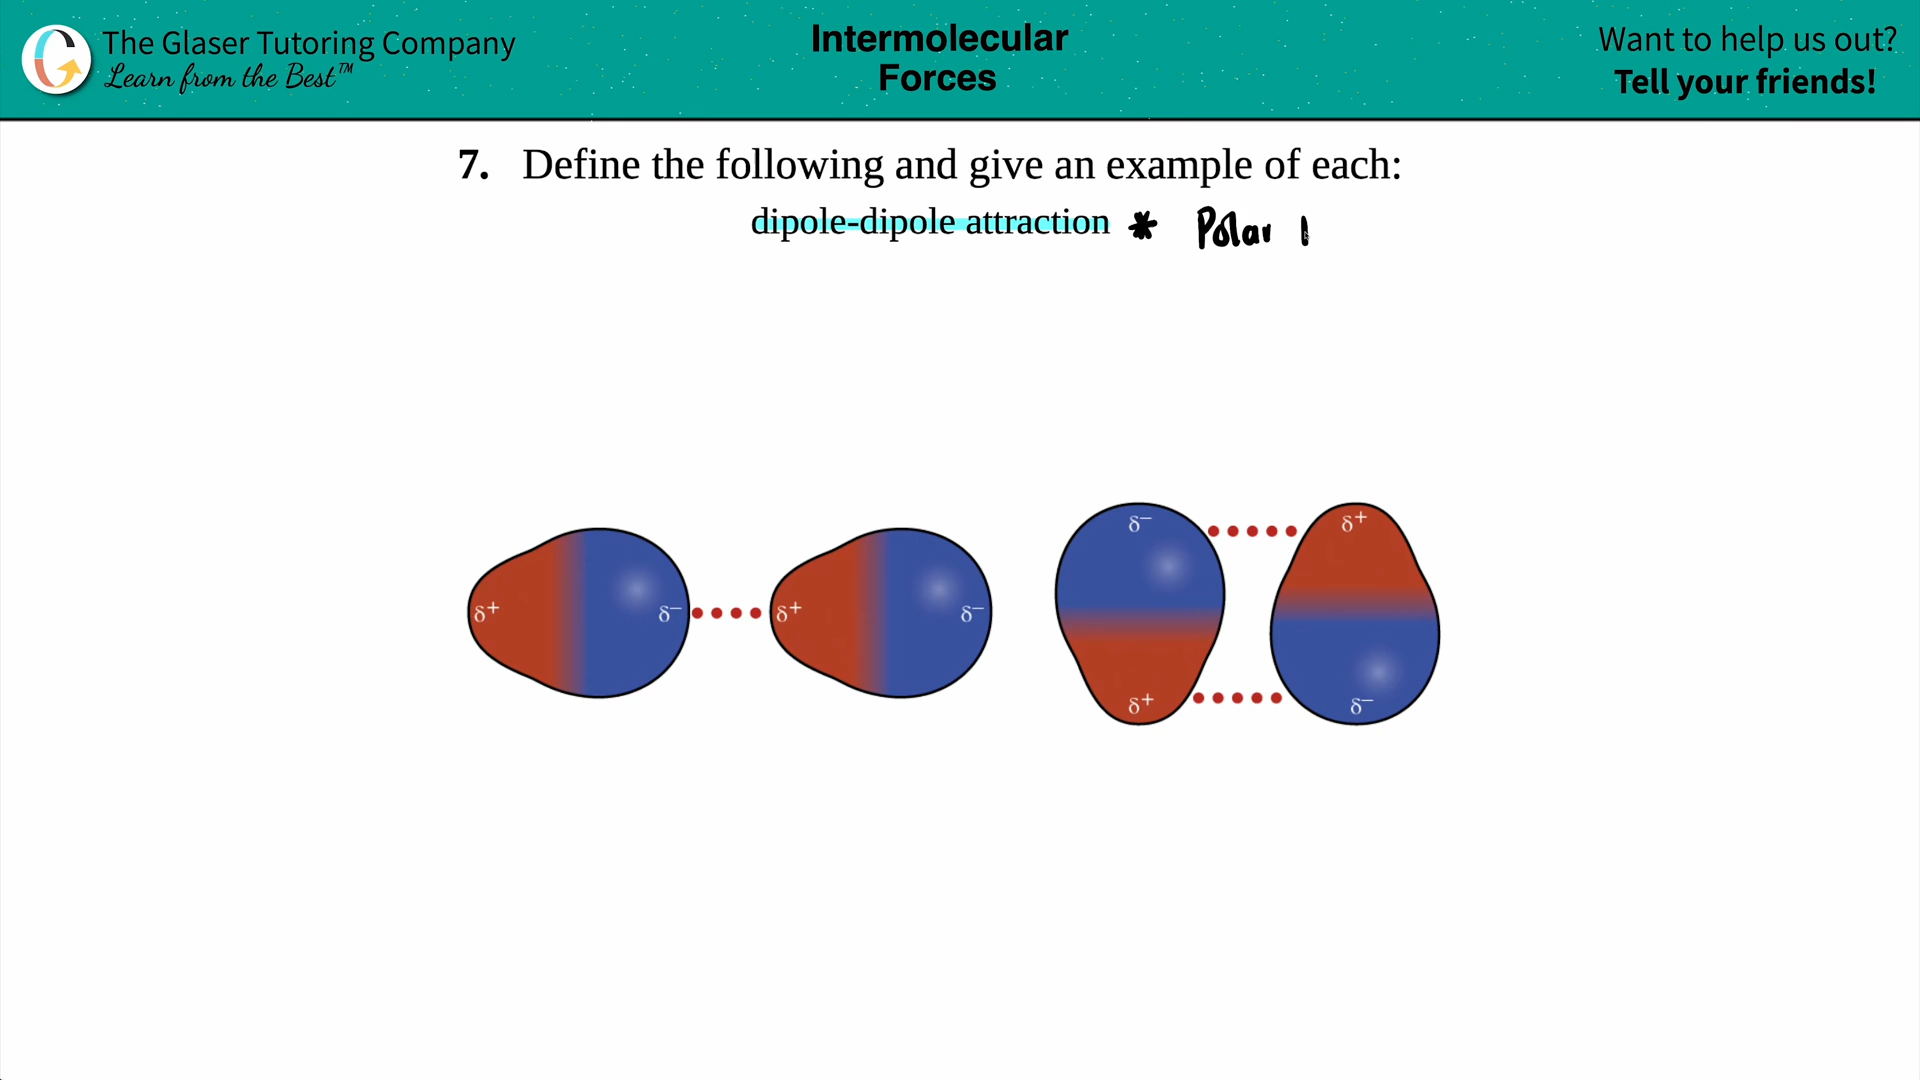 The Glaser Tutoring Company
Learn from the Best™
Intermolecular
Forces
Want to help us out?
Tell your friends!
7. Define the following and give an example of each:
dipole-dipole attraction * Polar
δ⁻ δ⁺
δ⁺ δ⁻ δ⁺ δ⁻
δ⁺ δ⁻